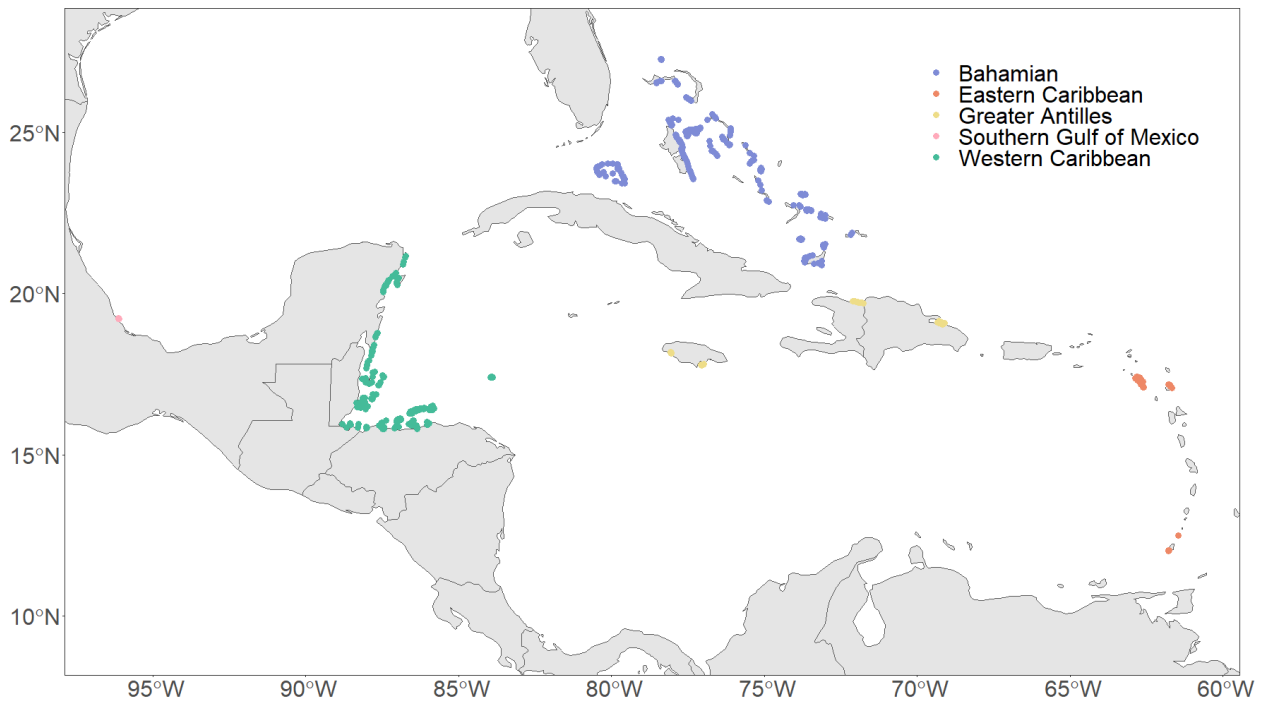 Bahamian
Eastern Caribbean
Greater Antilles
Southern Gulf of Mexico
Western Caribbean
25°N
20°N
15°N
10°N
95°W
90°W
85°W
80°W
75°W
70°W
65°W
60°W